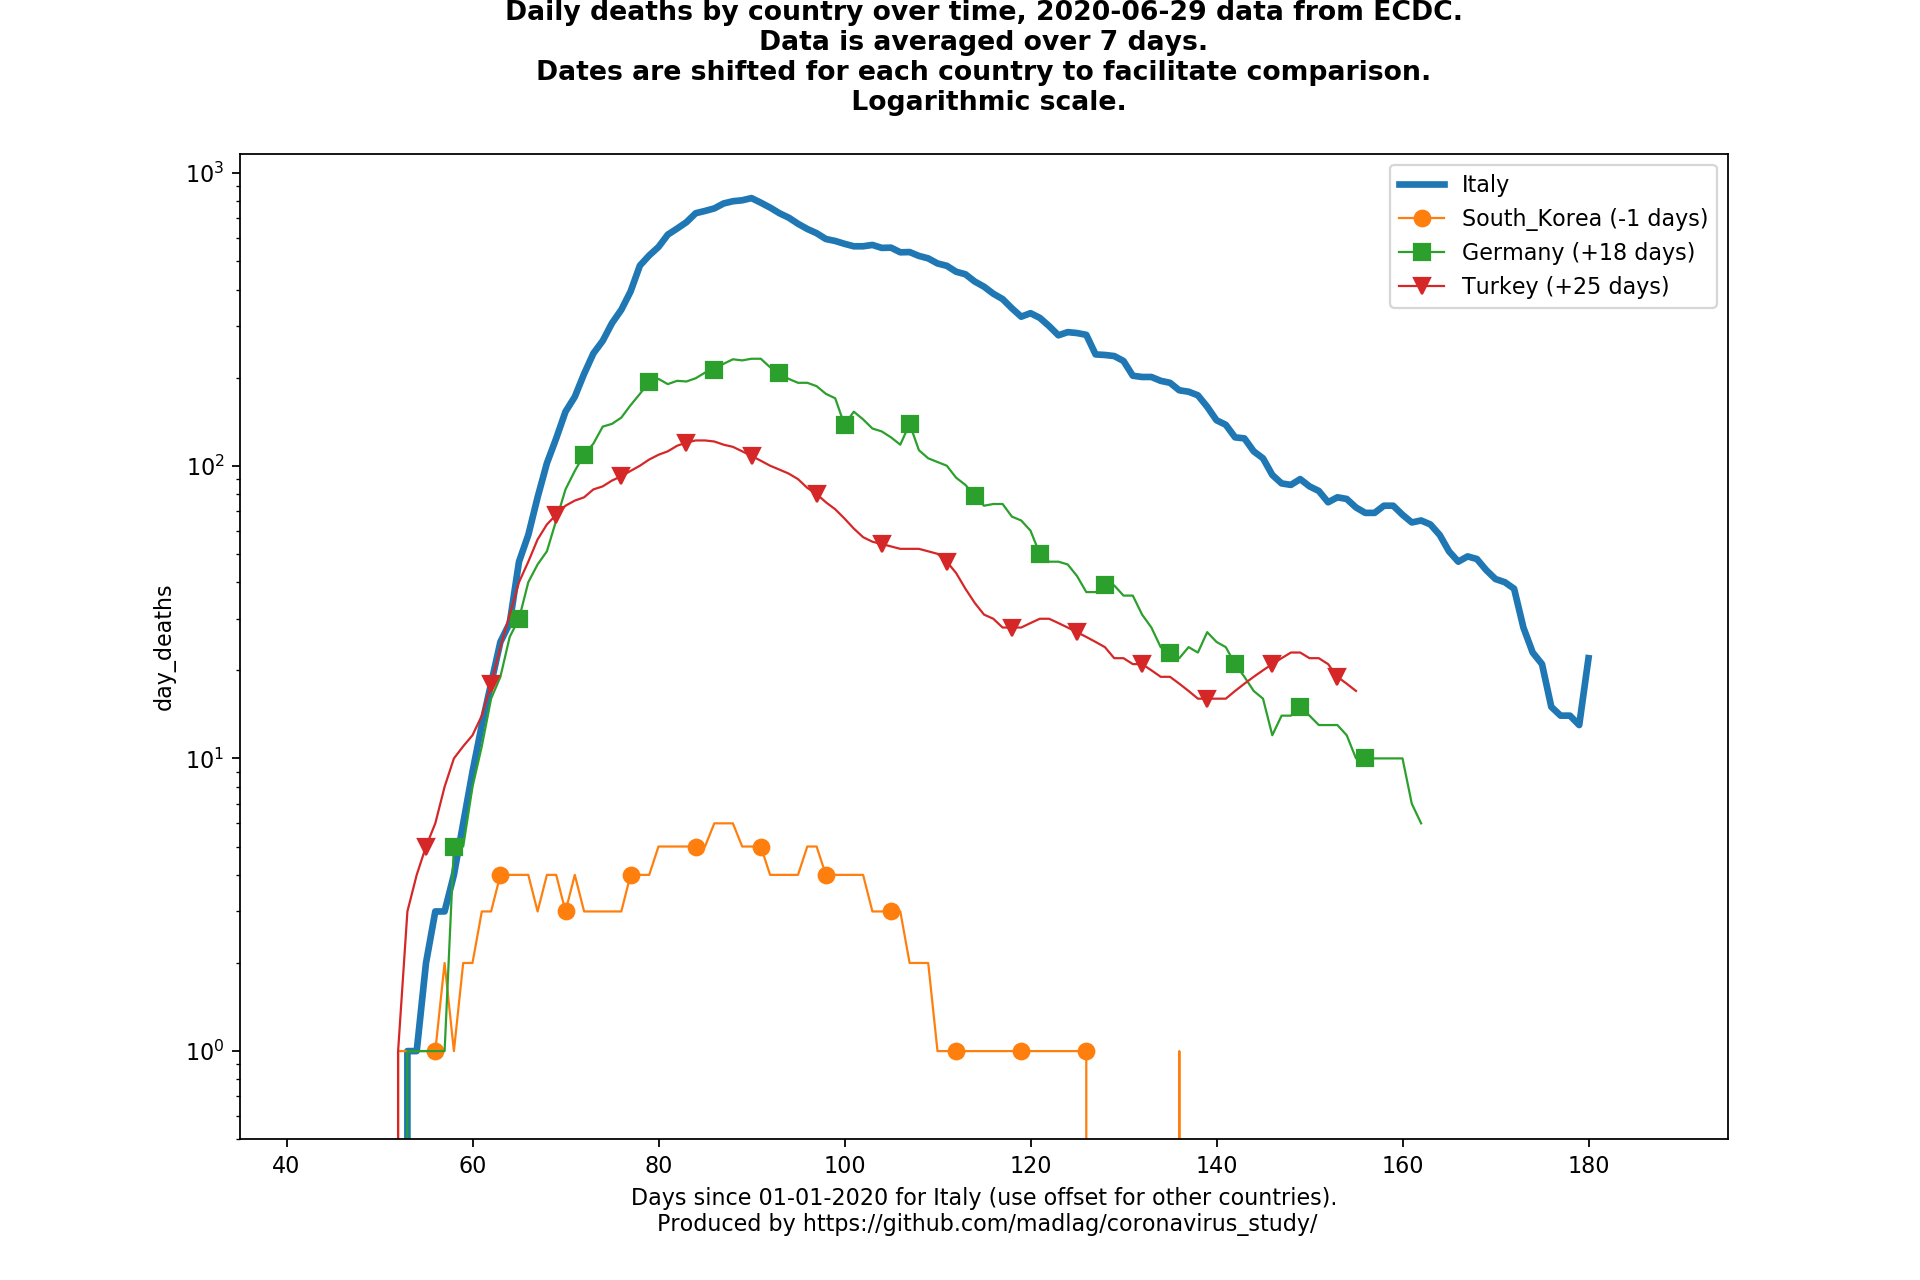 Daily deaths by country over time, 2020-06-29 data from ECDC.
Data is averaged over 7 days.
Dates are shifted for each country to facilitate comparison.
Logarithmic scale.
10³
10²
10¹
10⁰
day_deaths
Italy
South_Korea (-1 days)
Germany (+18 days)
Turkey (+25 days)
40 60 80 100 120 140 160 180
Days since 01-01-2020 for Italy (use offset for other countries).
Produced by https://github.com/madlag/coronavirus_study/